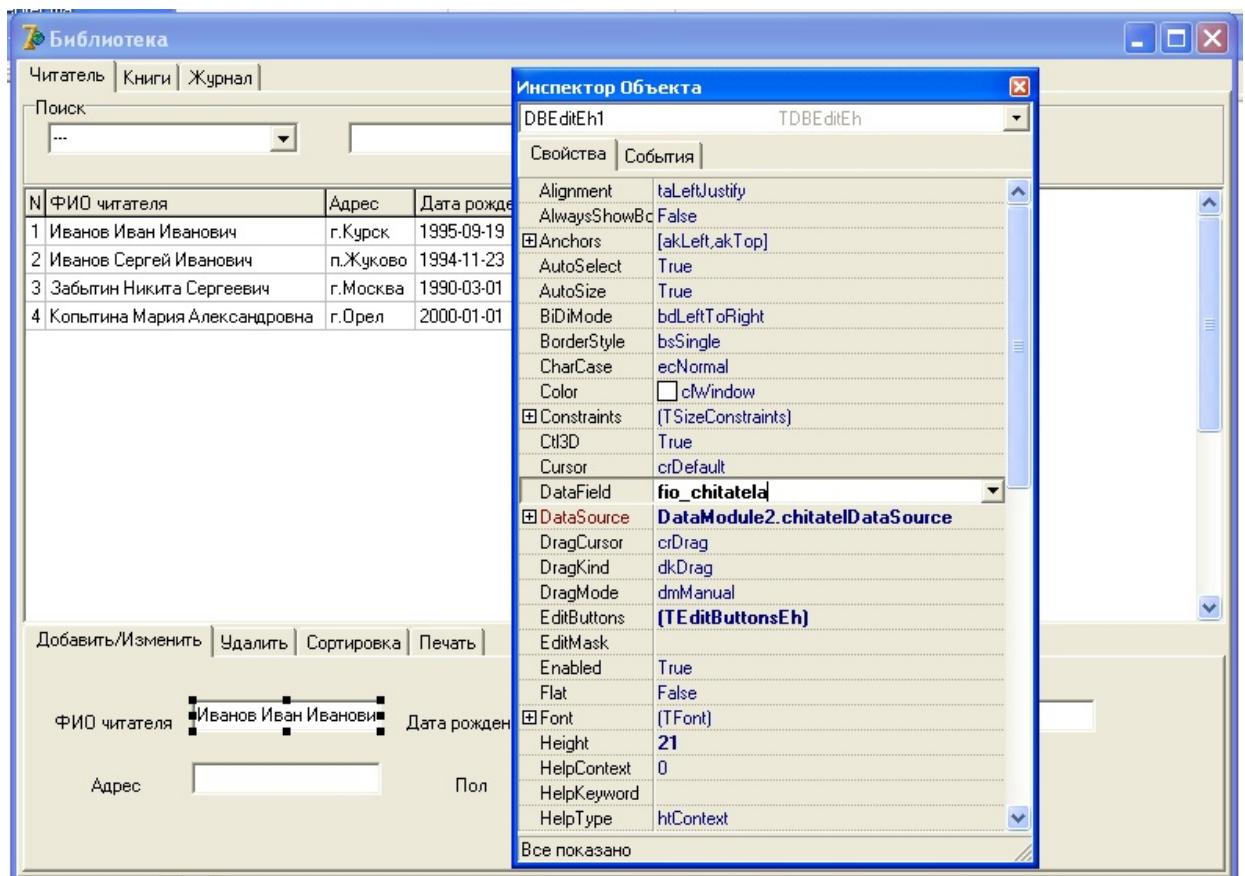 Библиотека
Читатель Книги Журнал
Поиск
---
N ФИО читателя Адрес Дата рожде
1 Иванов Иван Иванович г.Курск 1995-09-19
2 Иванов Сергей Иванович п.Жуково 1994-11-23
3 Забытин Никита Сергеевич г.Москва 1990-03-01
4 Копытина Мария Александровна г.Орел 2000-01-01
Добавить/Изменить Удалить Сортировка Печать
ФИО читателя Иванов Иван Иванови Дата рожден
Адрес Пол
Инспектор Объекта
DBEditEh1 TDBEditEh
Свойства События
Alignment taLeftJustify
AlwaysShowBo False
Anchors [akLeft,akTop]
AutoSelect True
AutoSize True
BiDiMode bdLeftToRight
BorderStyle bsSingle
CharCase ecNormal
Color clWindow
Constraints (TSizeConstraints)
Ctl3D True
Cursor crDefault
DataField fio_chitatela
DataSource DataModule2.chitatelDataSource
DragCursor crDrag
DragKind dkDrag
DragMode dmManual
EditButtons (TEditButtonsEh)
EditMask
Enabled True
Flat False
Font (TFont)
Height 21
HelpContext 0
HelpKeyword
HelpType htContext
Все показано